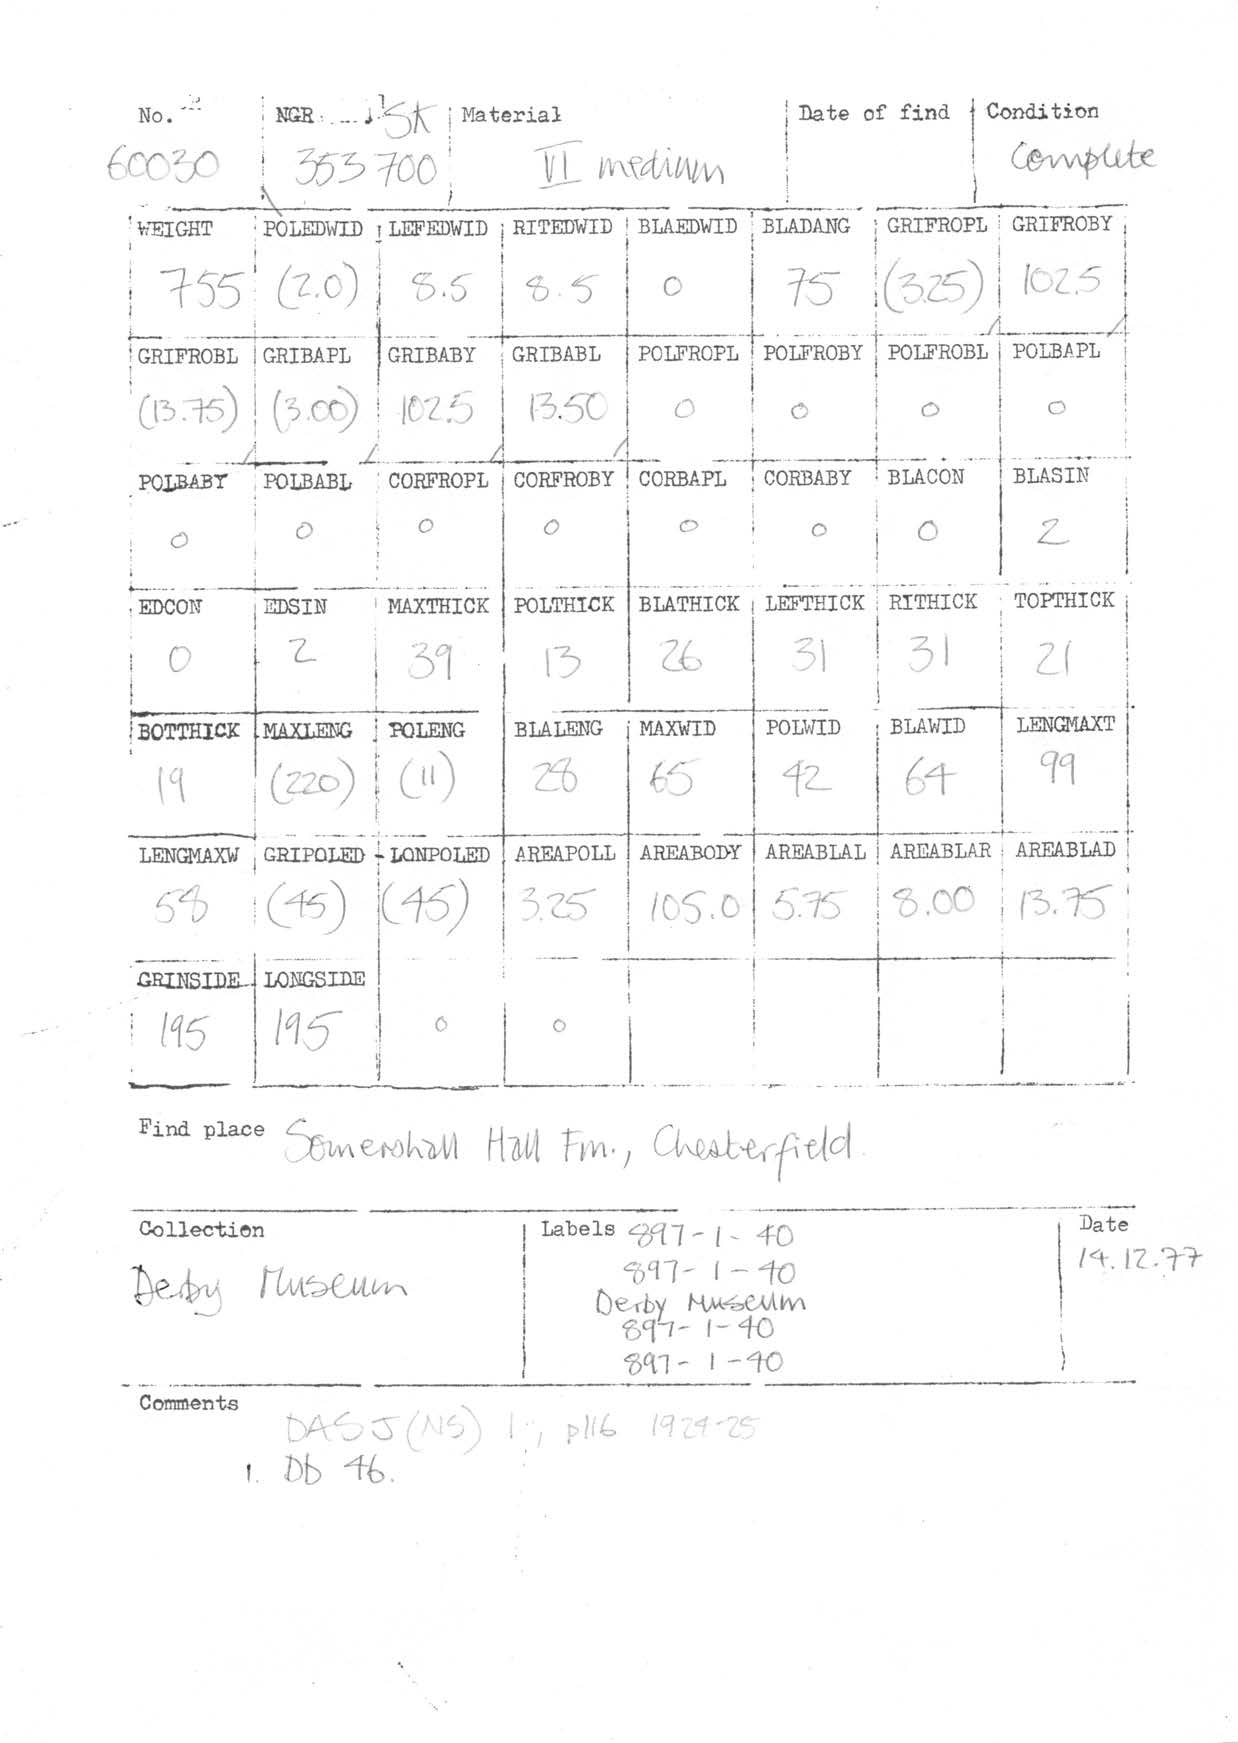 No. NGR SK Material Date of find Condition
60030 353 700 VI medium Complete
WEIGHT POLEDWID LEFEDWID RITEDWID BLAEDWID BLADANG GRIFROPL GRIFROBY
755 (2.0) 8.5 8.5 0 75 (3.25) 102.5
GRIFROBL GRIBAPL GRIBABY GRIBABL POLFROPL POLFROBY POLFROBL POLBAPL
(13.75) (3.00) 102.5 13.50 0 0 0 0
POLBABY POLBABL CORFROPL CORFROBY CORBAPL CORBABY BLACON BLASIN
0 0 0 0 0 0 0 2
EDCON EDSIN MAXTHICK POLTHICK BLATHICK LEFTHICK RITHICK TOPTHICK
0 2 39 13 26 31 31 21
BOTTHICK MAXLENG POLENG BLALENG MAXWID POLWID BLAWID LENGMAXT
19 (220) (11) 28 65 42 64 99
LENGMAXW GRIPOLED LONPOLED AREAPOLL AREABODY AREABLAL AREABLAR AREABLAD
58 (45) (45) 3.25 105.0 5.75 8.00 13.75
GRINSIDE LONGSIDE
195 195 0 0
Find place Somershall Hall Fm., Chesterfield
Collection Labels 897-1-40 Date
Derby Museum 897-1-40 14.12.77
Derby Museum
897-1-40
897-1-40
Comments
DASJ (NS) 1, p116 1924-25
1. Db 46.